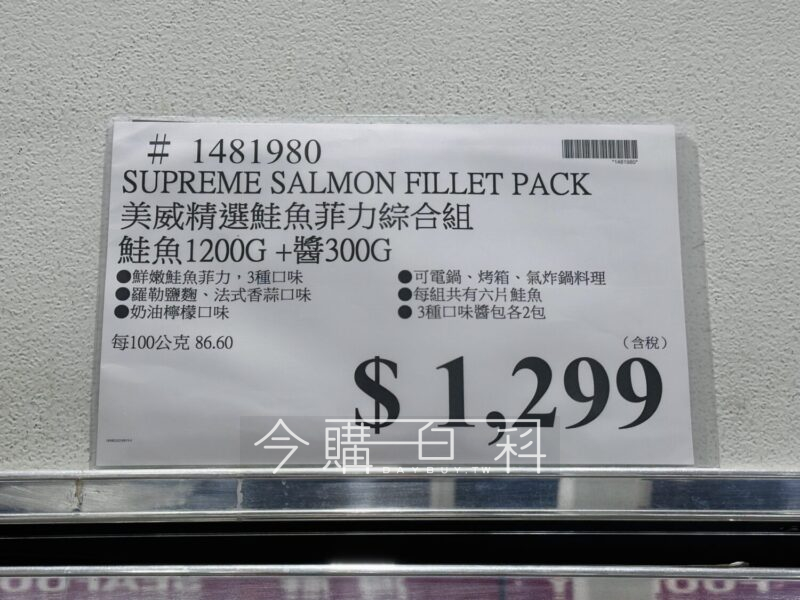 # 1481980
*1481980*
SUPREME SALMON FILLET PACK
美威精選鮭魚菲力綜合組
鮭魚1200G +醬300G
●鮮嫩鮭魚菲力，3種口味
●羅勒鹽麴、法式香蒜口味
●奶油檸檬口味
●可電鍋、烤箱、氣炸鍋料理
●每組共有六片鮭魚
● 3種口味醬包各2包
每100公克 86.60
（含稅）
$ 1,299
今購百科
DAYBUY.TW